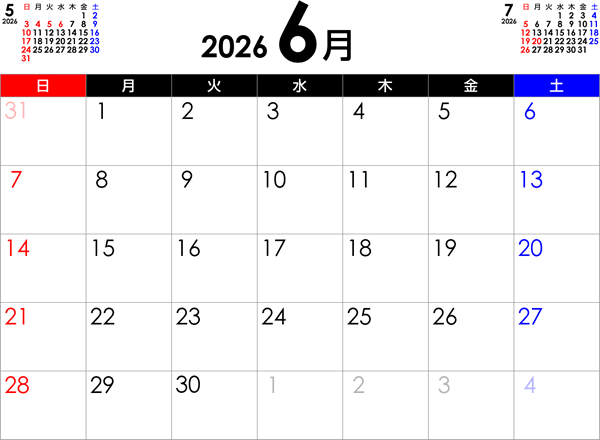 5 日 月 火 水 木 金 土
2026 1 2
3 4 5 6 7 8 9
10 11 12 13 14 15 16
17 18 19 20 21 22 23
24 25 26 27 28 29 30
31
2026 6月
7 日 月 火 水 木 金 土
2026 1 2 3 4
5 6 7 8 9 10 11
12 13 14 15 16 17 18
19 20 21 22 23 24 25
26 27 28 29 30 31
日 月 火 水 木 金 土
31 1 2 3 4 5 6
7 8 9 10 11 12 13
14 15 16 17 18 19 20
21 22 23 24 25 26 27
28 29 30 1 2 3 4